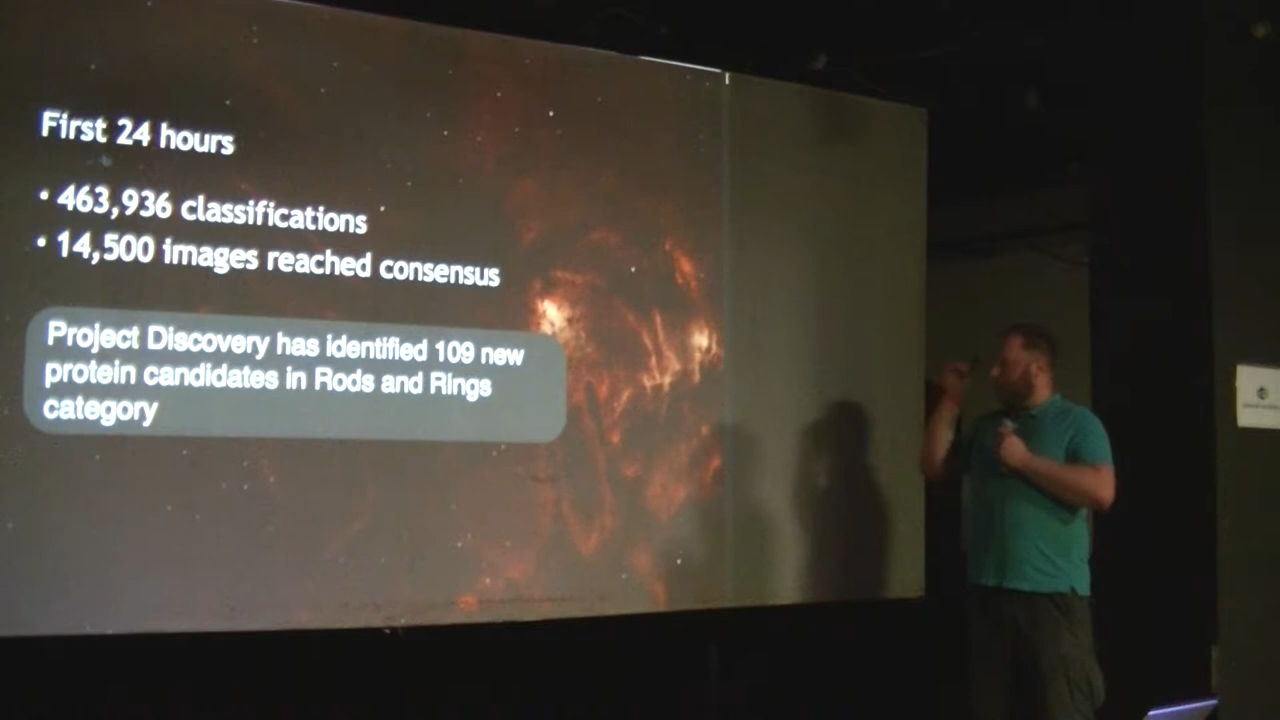 First 24 hours
• 463,936 classifications
• 14,500 images reached consensus
Project Discovery has identified 109 new
protein candidates in Rods and Rings
category